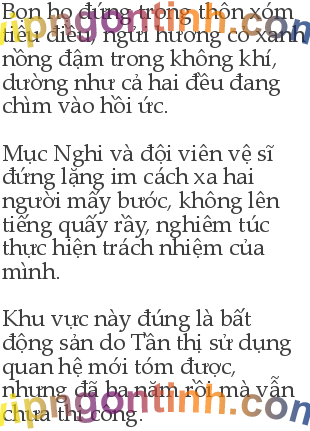 Bọn họ đứng trong thôn xóm
tiêu điều, ngửi hương cỏ xanh
nồng đậm trong không khí,
dường như cả hai đều đang
chìm vào hồi ức.
Mục Nghi và đội viên vệ sĩ
đứng lặng im cách xa hai
người mấy bước, không lên
tiếng quấy rầy, nghiêm túc
thực hiện trách nhiệm của
mình.
Khu vực này đúng là bất
động sản do Tần thị sử dụng
quan hệ mới tóm được,
nhưng đã ba năm rồi mà vẫn
chưa thi công.
vipngontinh.com
vipngontinh.com